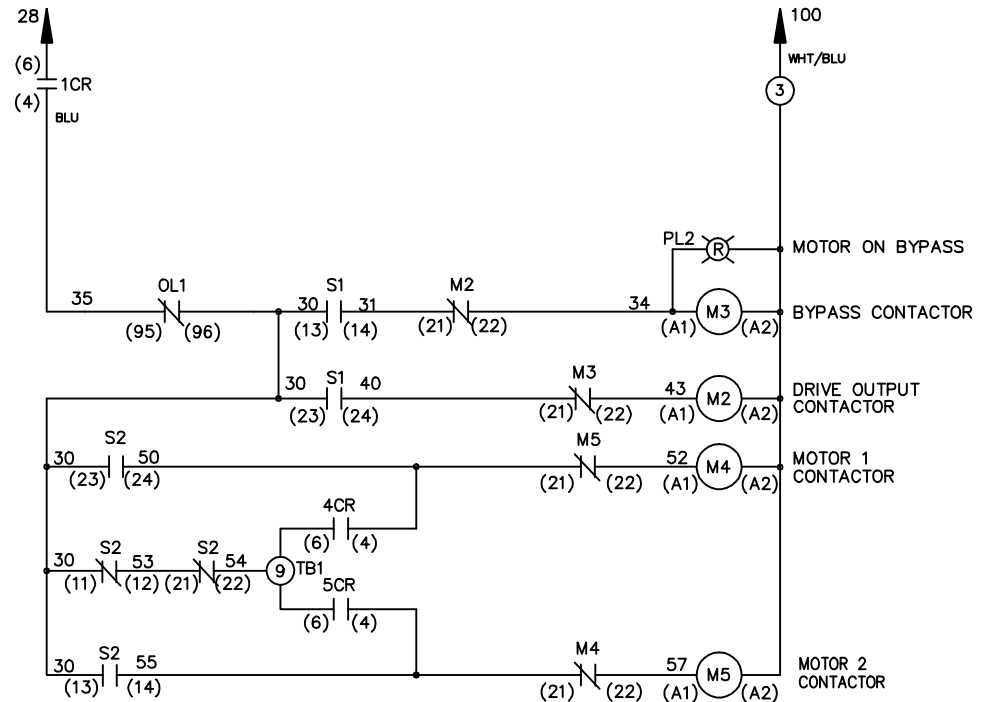 28
100
(6)
WHT/BLU
1CR
3
(4)
BLU
PL2
R
MOTOR ON BYPASS
35
OL1
30
S1
31
M2
34
M3
BYPASS CONTACTOR
(95)
(96)
(13)
(14)
(21)
(22)
(A1)
(A2)
30
S1
40
M3
43
M2
DRIVE OUTPUT
CONTACTOR
(23)
(24)
(21)
(22)
(A1)
(A2)
30
S2
50
M5
52
M4
MOTOR 1
CONTACTOR
(23)
(24)
(21)
(22)
(A1)
(A2)
4CR
(6)
(4)
30
S2
53
S2
54
9
TB1
(11)
(12)
(21)
(22)
5CR
(6)
(4)
30
S2
55
M4
57
M5
MOTOR 2
CONTACTOR
(13)
(14)
(21)
(22)
(A1)
(A2)